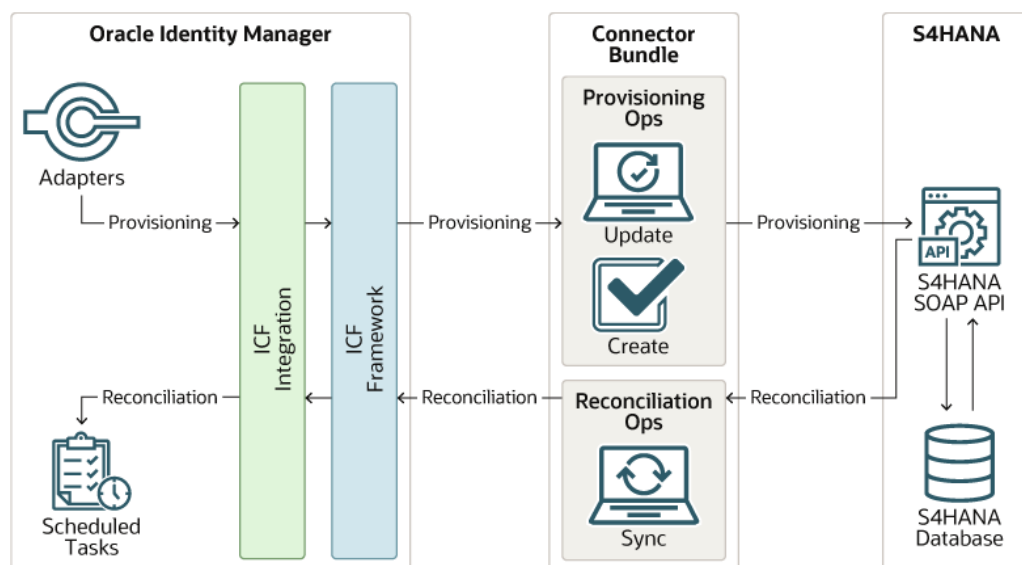 Oracle Identity Manager
Adapters
Provisioning
ICF
Integration
ICF
Framework
Reconciliation
Scheduled
Tasks
Provisioning
Reconciliation
Connector
Bundle
Provisioning
Ops
Update
Create
Reconciliation
Ops
Sync
Provisioning
Reconciliation
S4HANA
API
S4HANA
SOAP API
S4HANA
Database